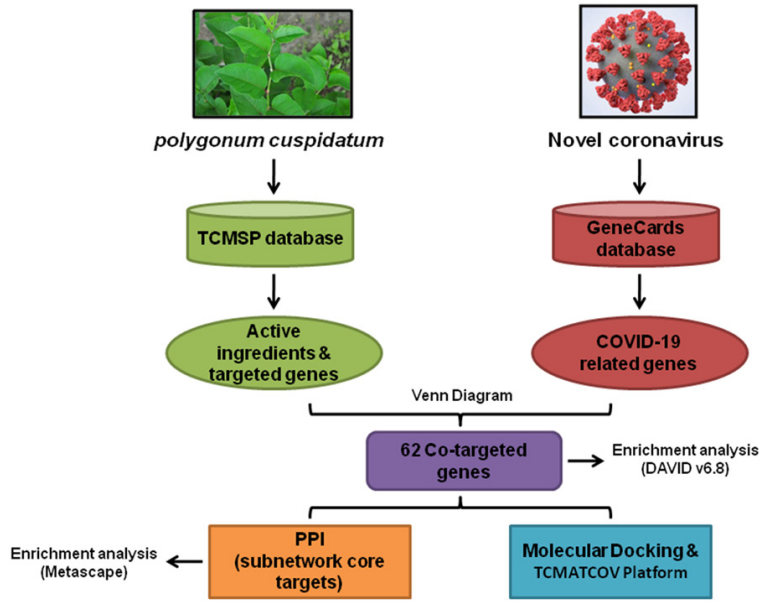 polygonum cuspidatum
Novel coronavirus
TCMSP database
GeneCards
database
Active
ingredients &
targeted genes
COVID-19
related genes
Venn Diagram
62 Co-targeted
genes
Enrichment analysis
(DAVID v6.8)
PPI
(subnetwork core
targets)
Molecular Docking &
TCMATCOV Platform
Enrichment analysis
(Metascape)